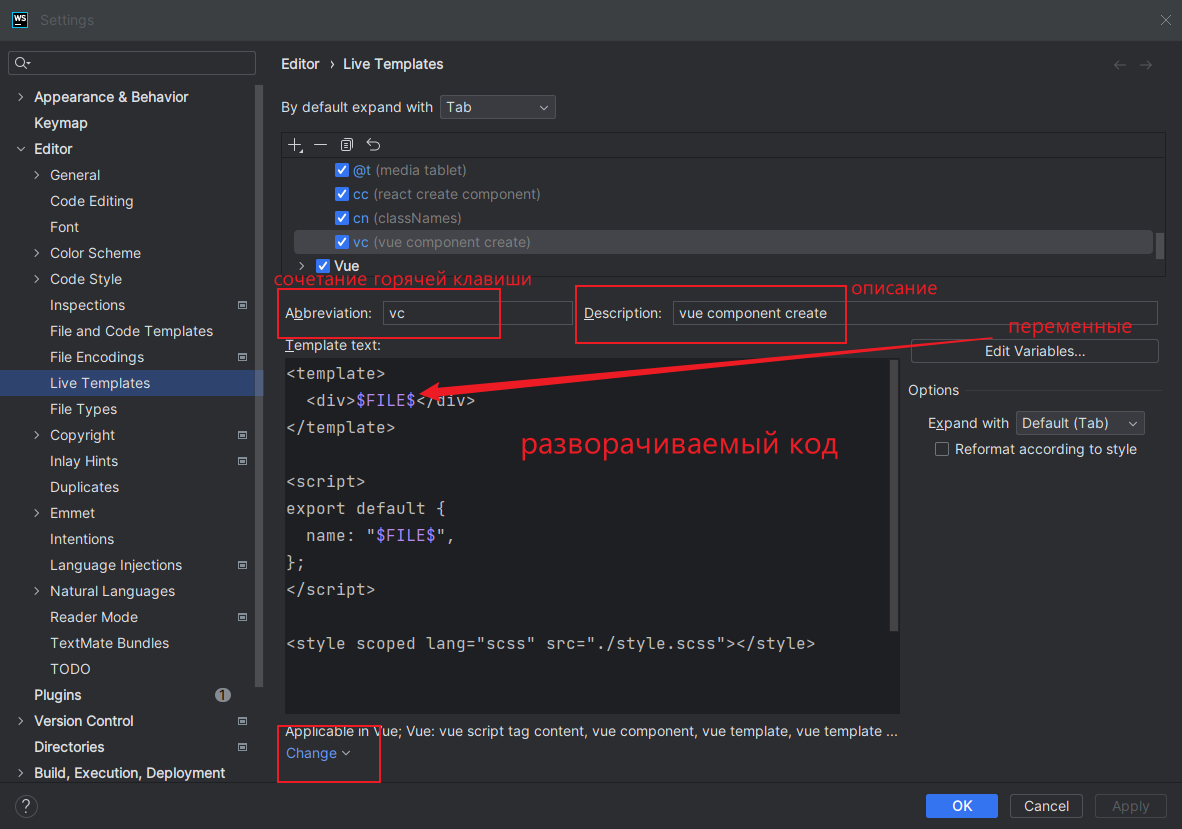 WS Settings
Editor › Live Templates
By default expand with Tab
Appearance & Behavior
Keymap
Editor
General
Code Editing
Font
Color Scheme
Code Style
Inspections
File and Code Templates
File Encodings
Live Templates
File Types
Copyright
Inlay Hints
Duplicates
Emmet
Intentions
Language Injections
Natural Languages
Reader Mode
TextMate Bundles
TODO
Plugins 1
Version Control
Directories
Build, Execution, Deployment
@t (media tablet)
cc (react create component)
cn (classNames)
vc (vue component create)
Vue
сочетание горячей клавиши
описание
Abbreviation: vc
Description: vue component create
переменные
Template text:
Edit Variables...
<template>
  <div>$FILE$</div>
</template>
разворачиваемый код
<script>
export default {
  name: "$FILE$",
};
</script>
<style scoped lang="scss" src="./style.scss"></style>
Options
Expand with Default (Tab)
Reformat according to style
Applicable in Vue; Vue: vue script tag content, vue component, vue template, vue template ...
Change
?
OK
Cancel
Apply